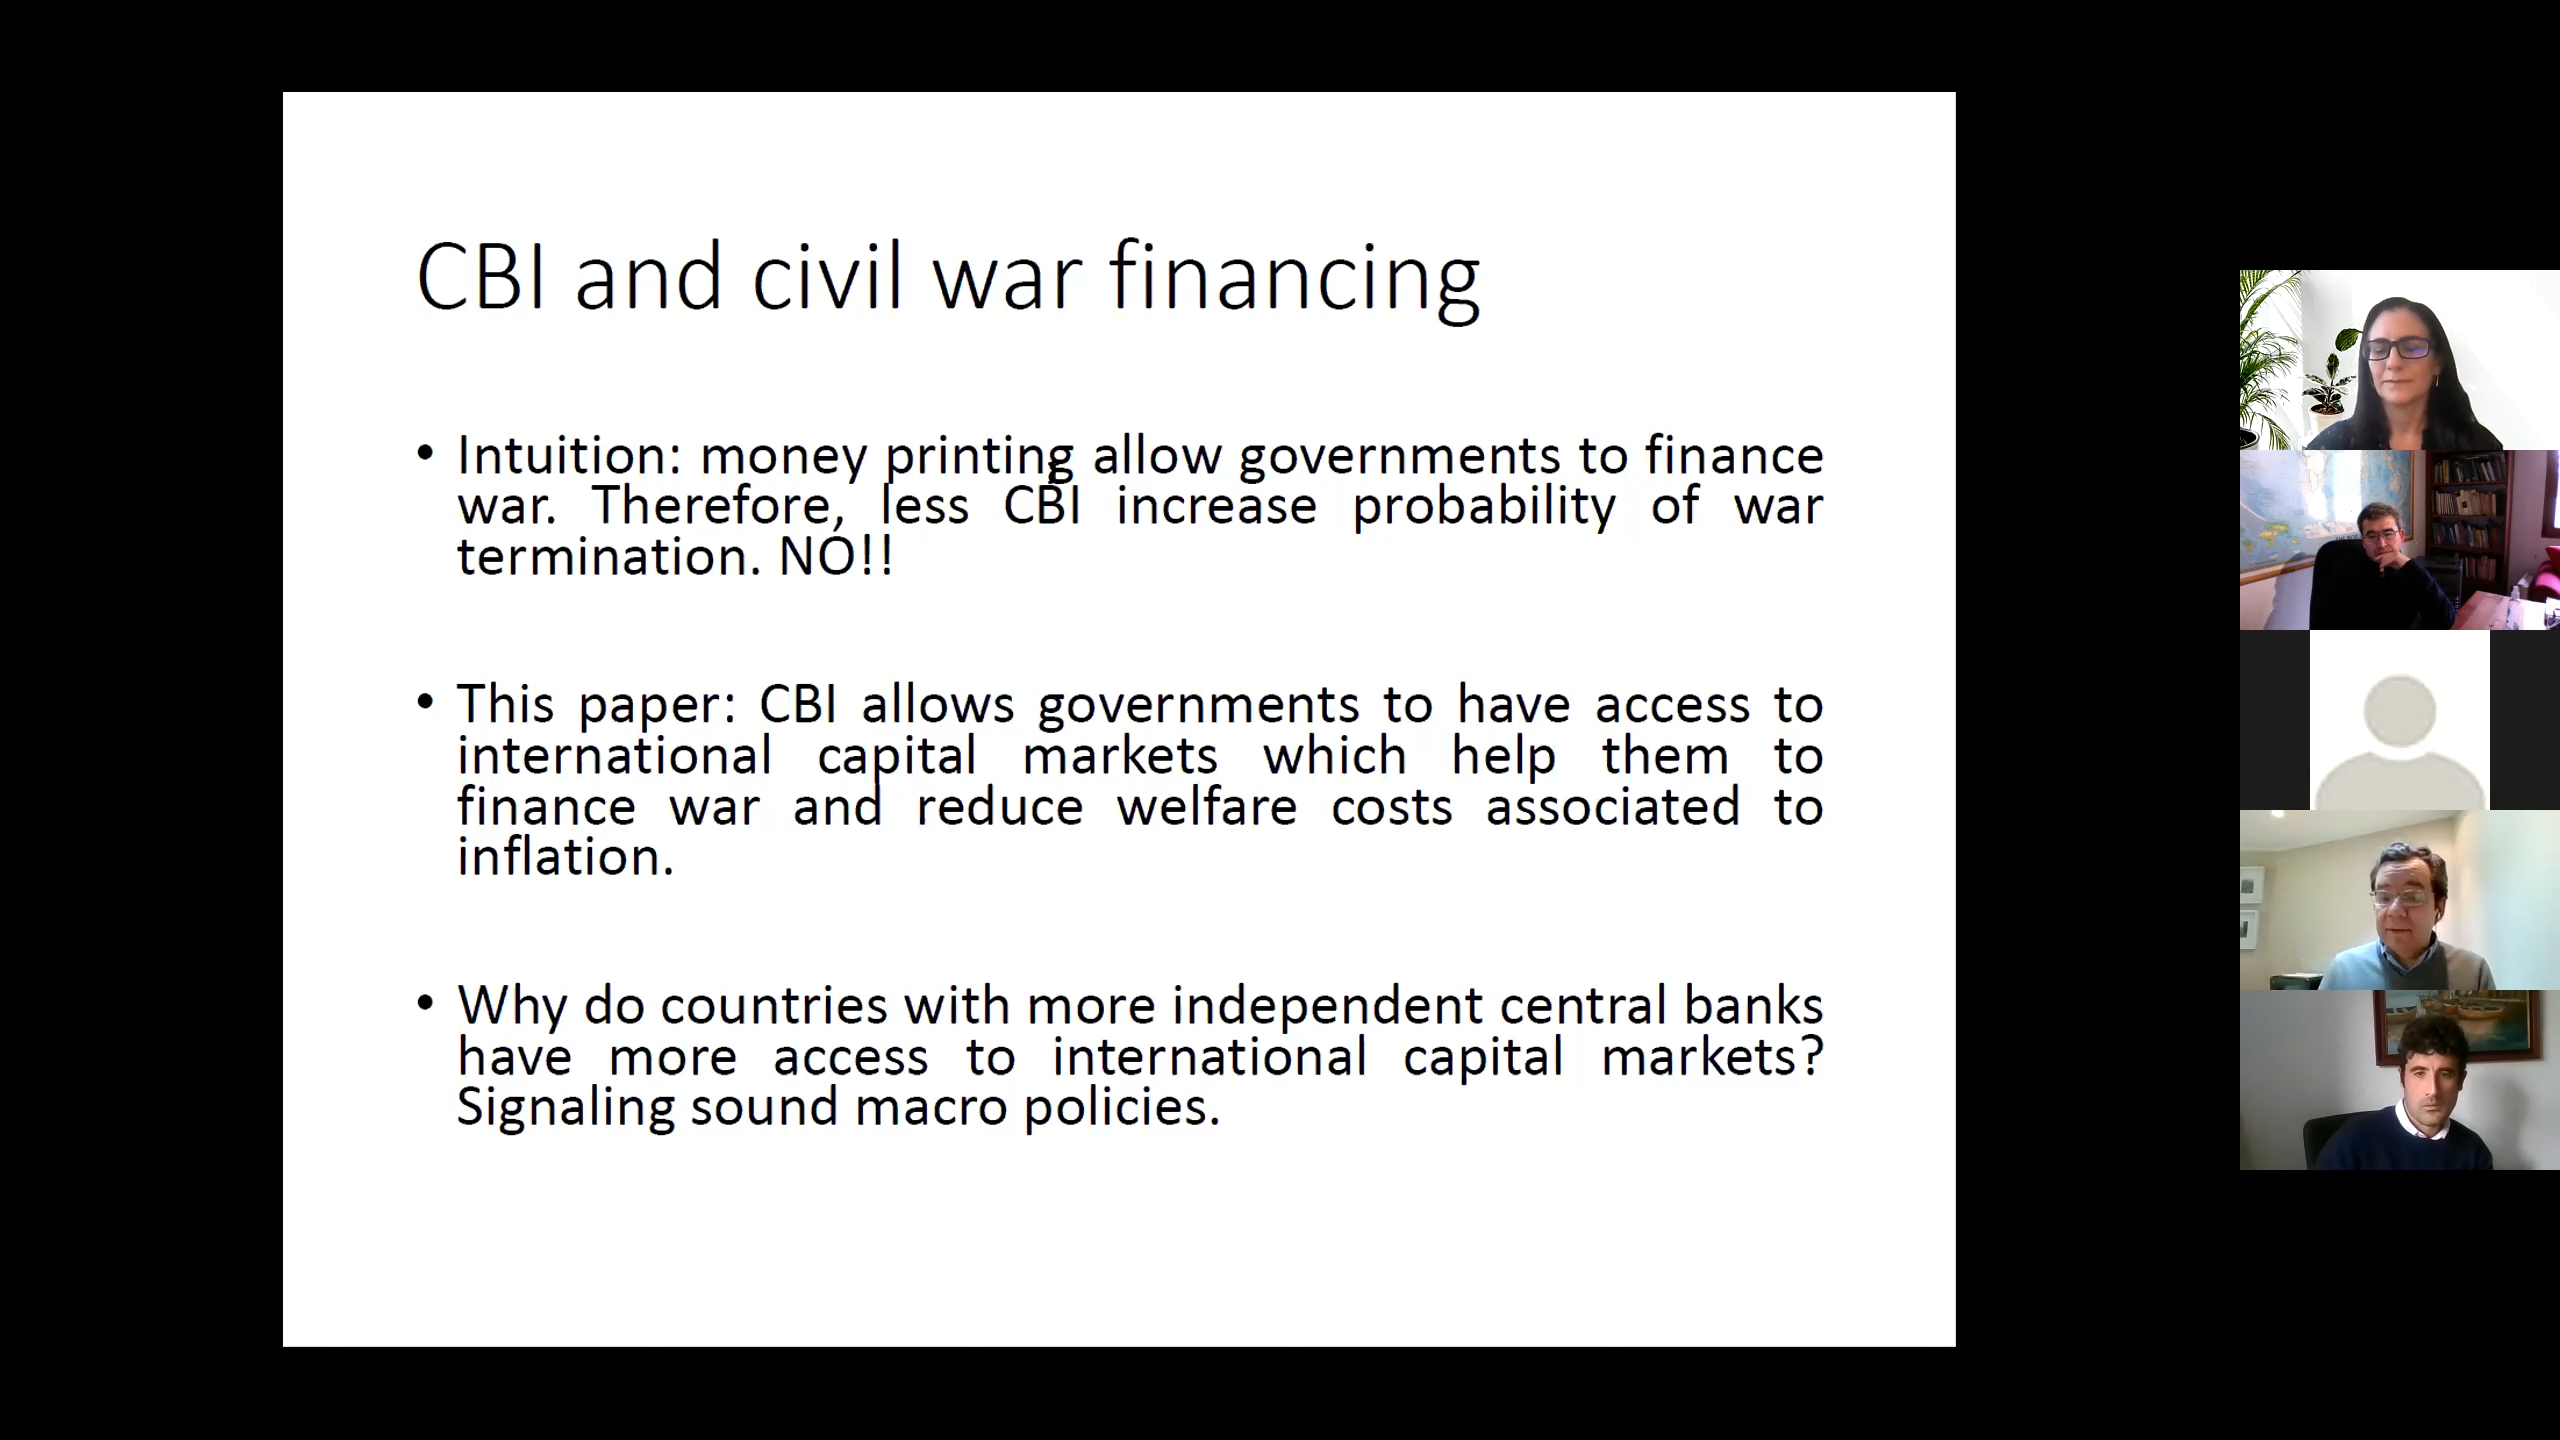 CBI and civil war financing
• Intuition: money printing allow governments to finance
war. Therefore, less CBI increase probability of war
termination. NO!!
• This paper: CBI allows governments to have access to
international capital markets which help them to
finance war and reduce welfare costs associated to
inflation.
• Why do countries with more independent central banks
have more access to international capital markets?
Signaling sound macro policies.